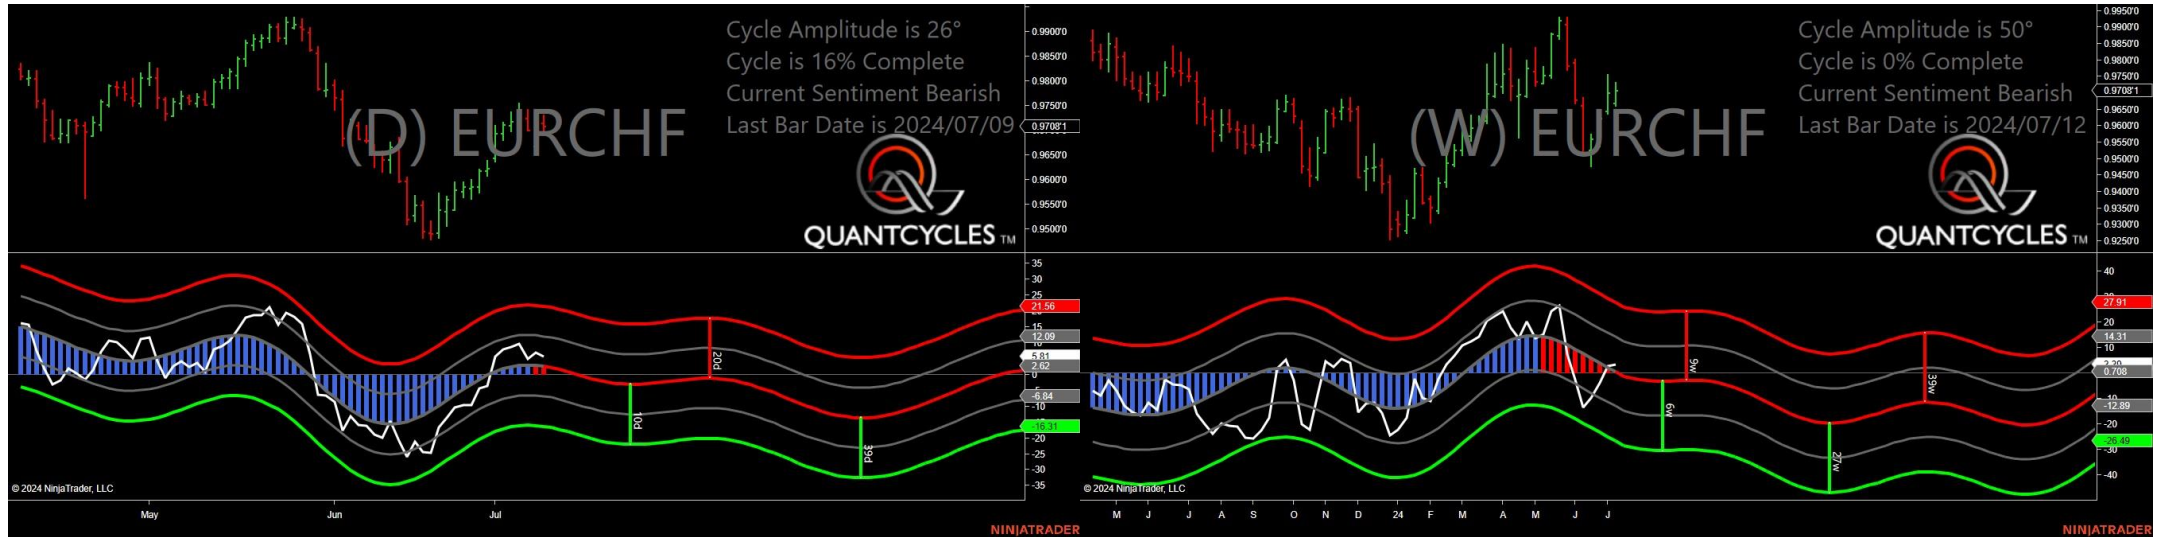 Cycle Amplitude is 26°
Cycle is 16% Complete
Current Sentiment Bearish
Last Bar Date is 2024/07/09
(D) EURCHF
QUANTCYCLES TM
0.9900'0
0.9850'0
0.9800'0
0.9750'0
0.9708'1
0.9650'0
0.9600'0
0.9550'0
0.9500'0
35
30
25
21.56
15
12.09
5.81
2.62
0
-6.84
-10
-16.31
-20
-25
-30
-35
20d
10d
39d
© 2024 NinjaTrader, LLC
May Jun Jul
NINJATRADER
Cycle Amplitude is 50°
Cycle is 0% Complete
Current Sentiment Bearish
Last Bar Date is 2024/07/12
(W) EURCHF
QUANTCYCLES TM
0.9950'0
0.9900'0
0.9850'0
0.9800'0
0.9750'0
0.9708'1
0.9650'0
0.9600'0
0.9550'0
0.9500'0
0.9450'0
0.9400'0
0.9350'0
0.9300'0
0.9250'0
40
27.91
20
14.31
10
0.708
-12.89
-20
-26.49
-30
-40
9w
6w
39w
27w
© 2024 NinjaTrader, LLC
M J J A S O N D 24 F M A M J J
NINJATRADER